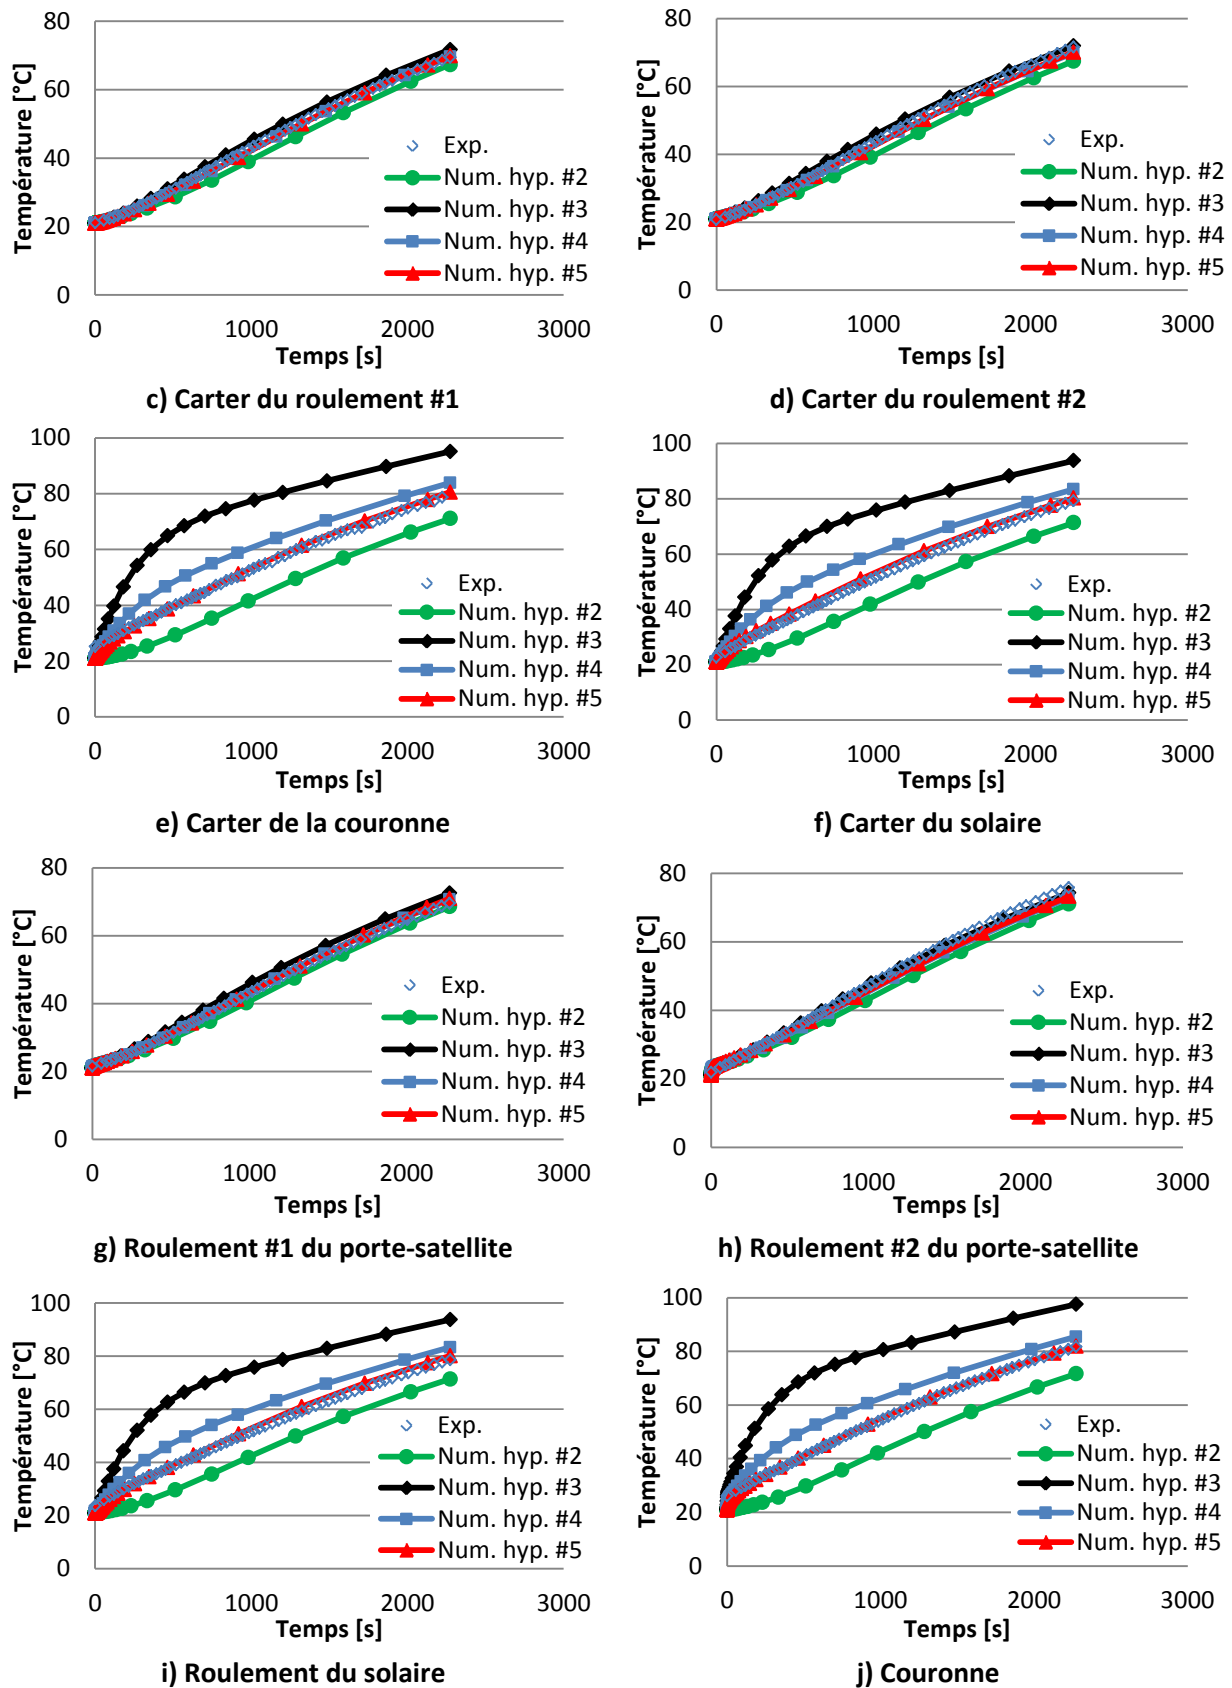 Température [°C]
80
60
40
20
0
0 1000 2000 3000
Temps [s]
Exp.
Num. hyp. #2
Num. hyp. #3
Num. hyp. #4
Num. hyp. #5
c) Carter du roulement #1
Température [°C]
80
60
40
20
0
0 1000 2000 3000
Temps [s]
Exp.
Num. hyp. #2
Num. hyp. #3
Num. hyp. #4
Num. hyp. #5
d) Carter du roulement #2
Température [°C]
100
80
60
40
20
0
0 1000 2000 3000
Temps [s]
Exp.
Num. hyp. #2
Num. hyp. #3
Num. hyp. #4
Num. hyp. #5
e) Carter de la couronne
Température [°C]
100
80
60
40
20
0
0 1000 2000 3000
Temps [s]
Exp.
Num. hyp. #2
Num. hyp. #3
Num. hyp. #4
Num. hyp. #5
f) Carter du solaire
Température [°C]
80
60
40
20
0
0 1000 2000 3000
Temps [s]
Exp.
Num. hyp. #2
Num. hyp. #3
Num. hyp. #4
Num. hyp. #5
g) Roulement #1 du porte-satellite
Température [°C]
80
60
40
20
0
0 1000 2000 3000
Temps [s]
Exp.
Num. hyp. #2
Num. hyp. #3
Num. hyp. #4
Num. hyp. #5
h) Roulement #2 du porte-satellite
Température [°C]
100
80
60
40
20
0
0 1000 2000 3000
Temps [s]
Exp.
Num. hyp. #2
Num. hyp. #3
Num. hyp. #4
Num. hyp. #5
i) Roulement du solaire
Température [°C]
100
80
60
40
20
0
0 1000 2000 3000
Temps [s]
Exp.
Num. hyp. #2
Num. hyp. #3
Num. hyp. #4
Num. hyp. #5
j) Couronne